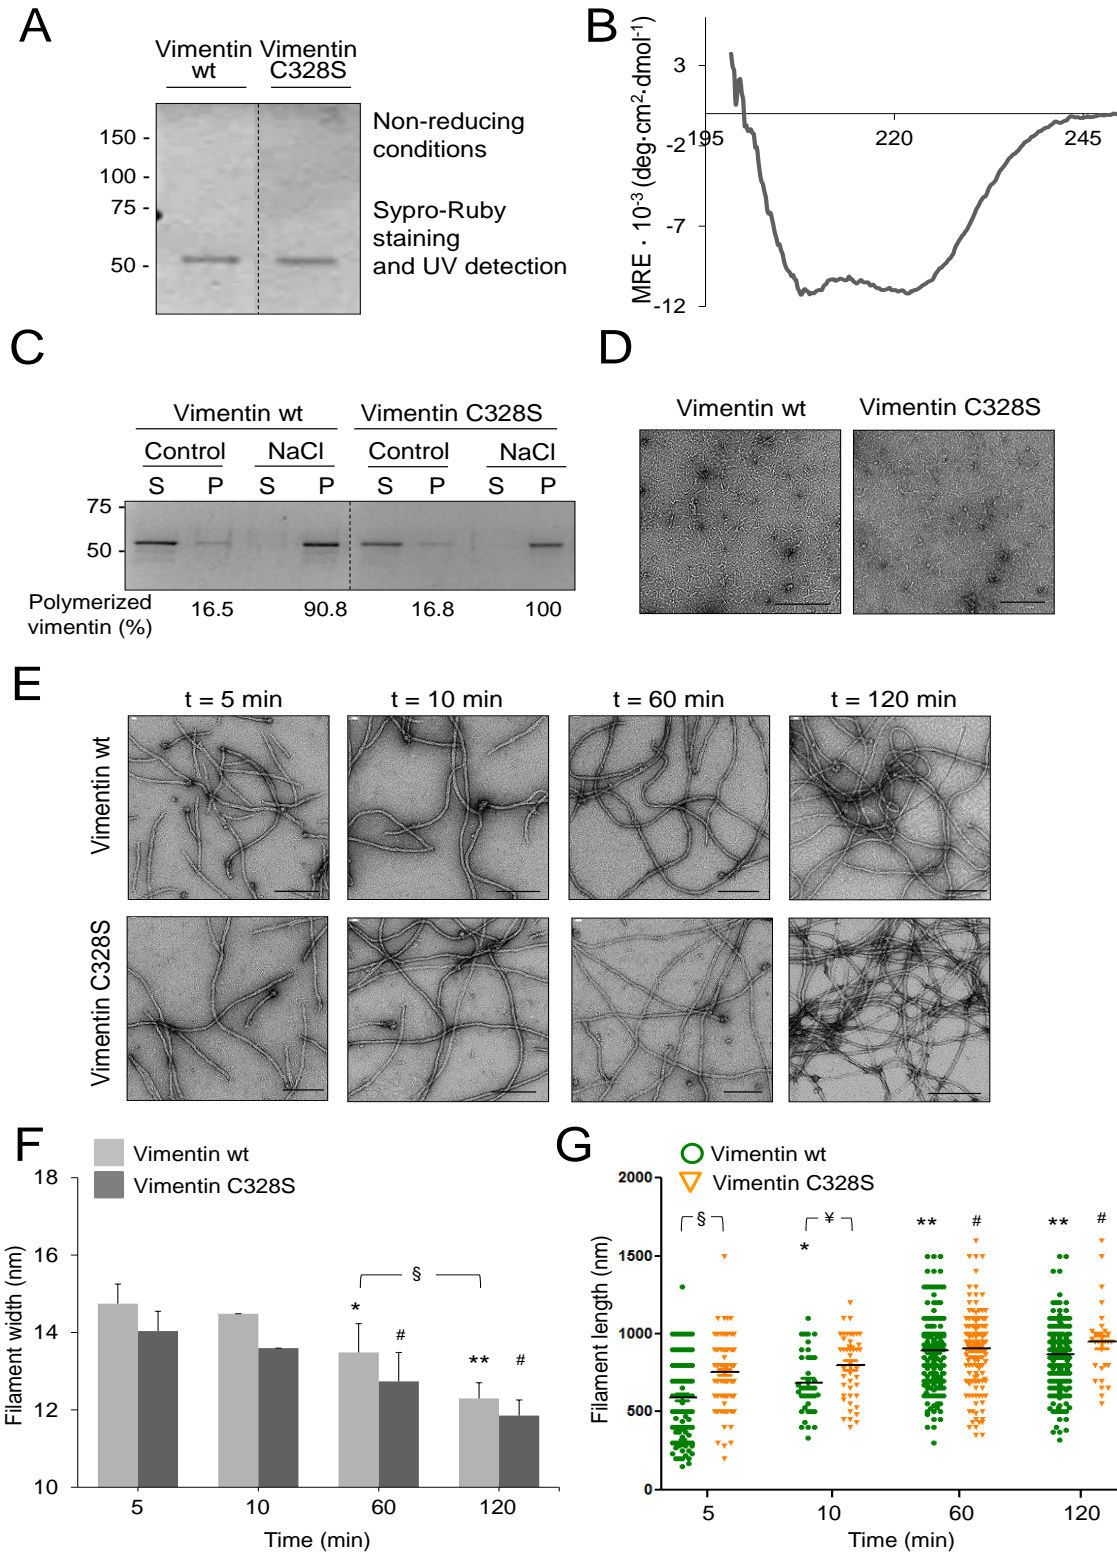 A
Vimentin Vimentin
wt C328S
150 -
100 -
75 -
50 -
Non-reducing
conditions
Sypro-Ruby
staining
and UV detection
B
MRE · 10⁻³ (deg·cm²·dmol⁻¹)
3
-2
-7
-12
195 220 245
C
Vimentin wt Vimentin C328S
Control NaCl Control NaCl
S P S P S P S P
75 -
50 -
Polymerized
vimentin (%)
16.5 90.8 16.8 100
D
Vimentin wt Vimentin C328S
E
t = 5 min t = 10 min t = 60 min t = 120 min
Vimentin wt
Vimentin C328S
F
Vimentin wt
Vimentin C328S
Filament width (nm)
18
16
14
12
10
§
* # ** #
5 10 60 120
Time (min)
G
Vimentin wt
Vimentin C328S
Filament length (nm)
2000
1500
1000
500
0
§ ¥ * ** # ** #
5 10 60 120
Time (min)